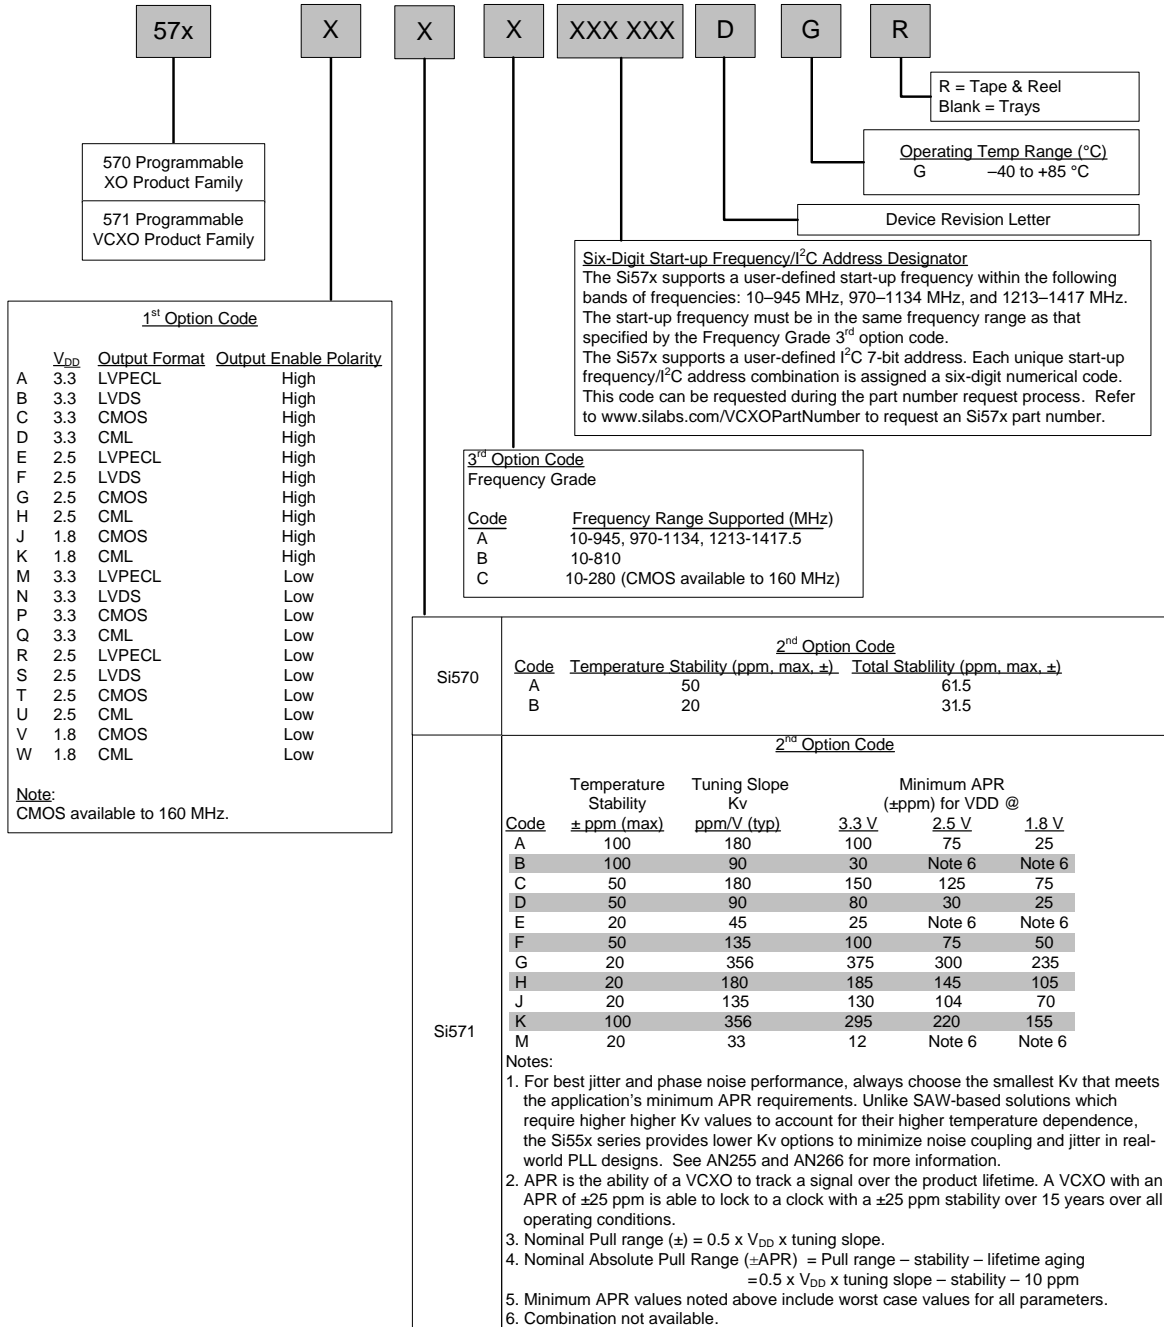 57x X X X XXX XXX D G R
R = Tape & Reel
Blank = Trays
Operating Temp Range (°C)
G –40 to +85 °C
Device Revision Letter
570 Programmable
XO Product Family
571 Programmable
VCXO Product Family
Six-Digit Start-up Frequency/I²C Address Designator
The Si57x supports a user-defined start-up frequency within the following
bands of frequencies: 10–945 MHz, 970–1134 MHz, and 1213–1417 MHz.
The start-up frequency must be in the same frequency range as that
specified by the Frequency Grade 3rd option code.
The Si57x supports a user-defined I²C 7-bit address. Each unique start-up
frequency/I²C address combination is assigned a six-digit numerical code.
This code can be requested during the part number request process. Refer
to www.silabs.com/VCXOPartNumber to request an Si57x part number.
1st Option Code
VDD Output Format Output Enable Polarity
A 3.3 LVPECL High
B 3.3 LVDS High
C 3.3 CMOS High
D 3.3 CML High
E 2.5 LVPECL High
F 2.5 LVDS High
G 2.5 CMOS High
H 2.5 CML High
J 1.8 CMOS High
K 1.8 CML High
M 3.3 LVPECL Low
N 3.3 LVDS Low
P 3.3 CMOS Low
Q 3.3 CML Low
R 2.5 LVPECL Low
S 2.5 LVDS Low
T 2.5 CMOS Low
U 2.5 CML Low
V 1.8 CMOS Low
W 1.8 CML Low
Note:
CMOS available to 160 MHz.
3rd Option Code
Frequency Grade
Code Frequency Range Supported (MHz)
A 10-945, 970-1134, 1213-1417.5
B 10-810
C 10-280 (CMOS available to 160 MHz)
Si570
2nd Option Code
Code Temperature Stability (ppm, max, ±) Total Stablility (ppm, max, ±)
A 50 61.5
B 20 31.5
Si571
2nd Option Code
Temperature Tuning Slope Minimum APR
Stability Kv (±ppm) for VDD @
Code ± ppm (max) ppm/V (typ) 3.3 V 2.5 V 1.8 V
A 100 180 100 75 25
B 100 90 30 Note 6 Note 6
C 50 180 150 125 75
D 50 90 80 30 25
E 20 45 25 Note 6 Note 6
F 50 135 100 75 50
G 20 356 375 300 235
H 20 180 185 145 105
J 20 135 130 104 70
K 100 356 295 220 155
M 20 33 12 Note 6 Note 6
Notes:
1. For best jitter and phase noise performance, always choose the smallest Kv that meets
the application's minimum APR requirements. Unlike SAW-based solutions which
require higher higher Kv values to account for their higher temperature dependence,
the Si55x series provides lower Kv options to minimize noise coupling and jitter in real-
world PLL designs. See AN255 and AN266 for more information.
2. APR is the ability of a VCXO to track a signal over the product lifetime. A VCXO with an
APR of ±25 ppm is able to lock to a clock with a ±25 ppm stability over 15 years over all
operating conditions.
3. Nominal Pull range (±) = 0.5 x VDD x tuning slope.
4. Nominal Absolute Pull Range (±APR) = Pull range – stability – lifetime aging
= 0.5 x VDD x tuning slope – stability – 10 ppm
5. Minimum APR values noted above include worst case values for all parameters.
6. Combination not available.